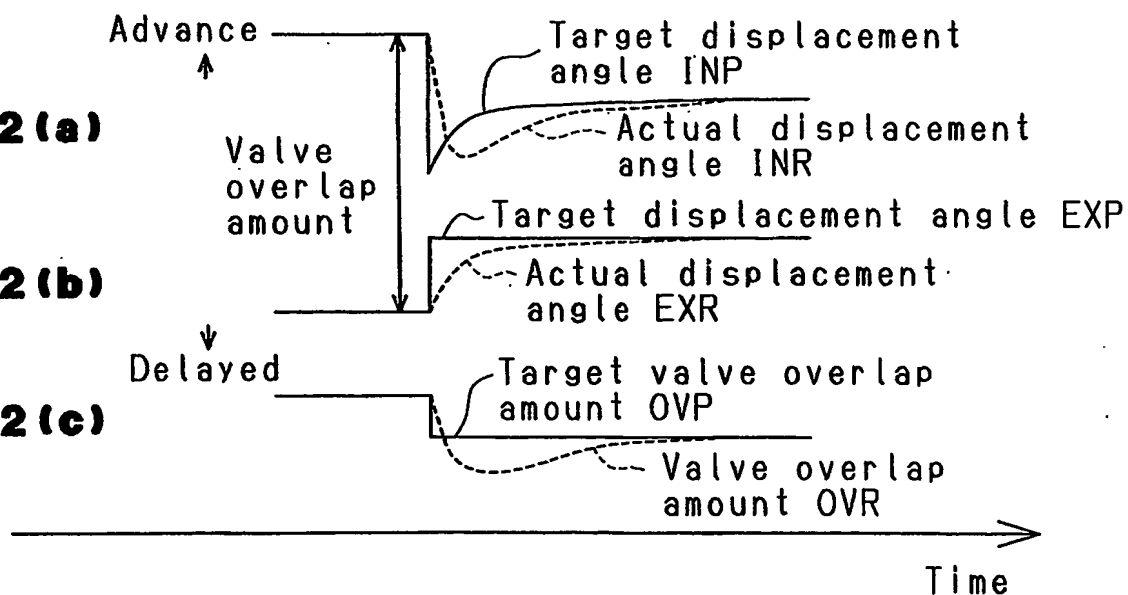 Advance
Target displacement
angle INP
2(a)
Valve
overlap
amount
Actual displacement
angle INR
Target displacement angle EXP
2(b)
Actual displacement
angle EXR
Delayed
Target valve overlap
amount OVP
2(c)
Valve overlap
amount OVR
Time